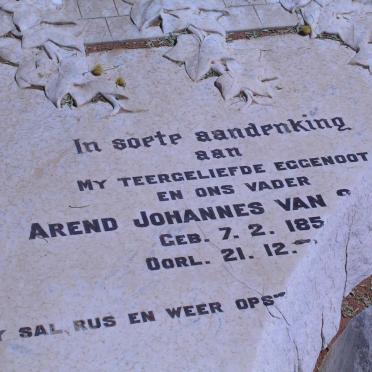 In soete aandenking
aan
MY TEERGELIEFDE EGGENOOT
EN ONS VADER
AREND JOHANNES VAN
GEB. 7. 2. 185
OORL. 21. 12.
SAL RUS EN WEER OPST